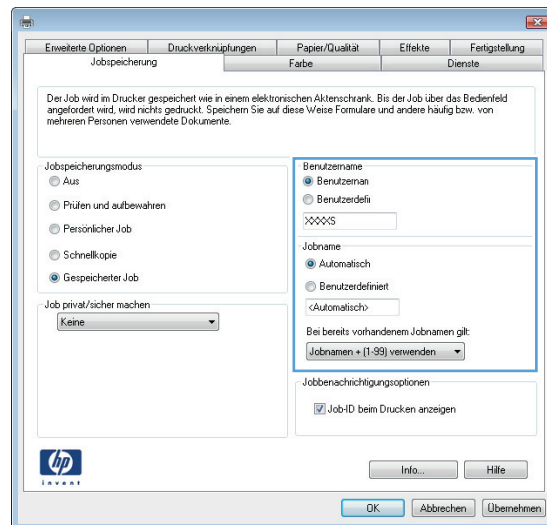 Erweiterte Optionen
Druckverknüpfungen
Papier/Qualität
Effekte
Fertigstellung
Jobspeicherung
Farbe
Dienste
Der Job wird im Drucker gespeichert wie in einem elektronischen Aktenschrank. Bis der Job über das Bedienfeld
angefordert wird, wird nichts gedruckt. Speichern Sie auf diese Weise Formulare und andere häufig bzw. von
mehreren Personen verwendete Dokumente.
Jobspeicherungsmodus
Aus
Prüfen und aufbewahren
Persönlicher Job
Schnellkopie
Gespeicherter Job
Job privat/sicher machen
Keine
Benutzername
Benutzernan
Benutzerdefii
XXXXS
Jobname
Automatisch
Benutzerdefiniert
<Automatisch>
Bei bereits vorhandenem Jobnamen gilt:
Jobnamen + (1-99) verwenden
Jobbenachrichtigungsoptionen
Job-ID beim Drucken anzeigen
hp
invent
Info...
Hilfe
OK
Abbrechen
Übernehmen